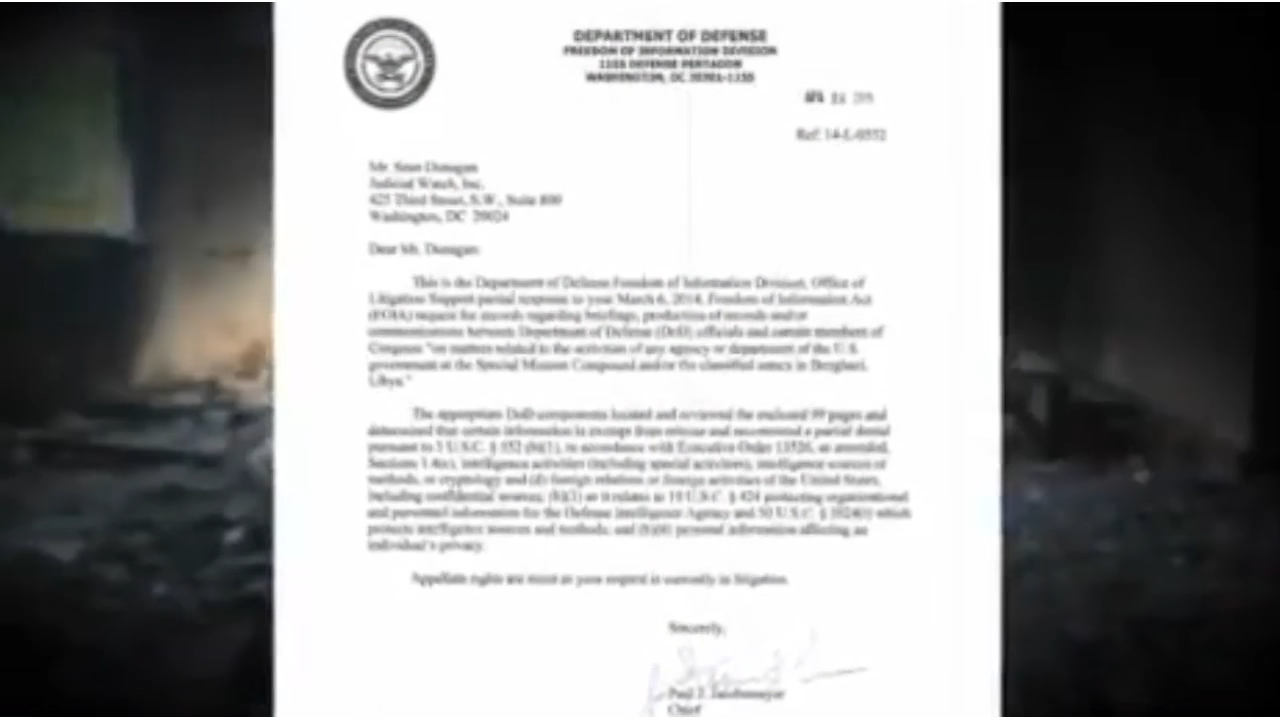 DEPARTMENT OF DEFENSE
FREEDOM OF INFORMATION DIVISION
1155 DEFENSE PENTAGON
WASHINGTON, DC 20301-1155
APR
Ref: 14-L-0552
Mr.
Judicial Watch, Inc.
425 Third Street, S.W., Suite 800
Washington, DC 20024
Dear Mr.
This is the Department of Defense Freedom of Information Division, Office of
Litigation Support partial response to your March 6, 2014, Freedom of Information Act
(FOIA) request for records regarding briefings, production of records and/or
communications between Department of Defense (DoD) officials and certain members of
Congress "on matters related to the activities of any agency or department of the U.S.
government at the Special Mission Compound and/or the classified annex in Benghazi,
Libya."
The appropriate DoD components located and reviewed the enclosed 99 pages and
determined that certain information is exempt from release and recommended a partial denial
pursuant to 5 U.S.C. § 552 (b)(1), in accordance with Executive Order 13526, as amended,
Sections 1.4(c), intelligence activities (including special activities), intelligence sources or
methods, or cryptology and (d) foreign relations or foreign activities of the United States,
including confidential sources; (b)(3) as it relates to 10 U.S.C. § 424 protecting organizational
and personnel information for the Defense Intelligence Agency and 50 U.S.C. § which
protects intelligence sources and methods; and (b)(6) personal information affecting an
individual's privacy.
Appellate rights are moot as your request is currently in litigation.
Sincerely,
Paul J. Jacobsmeyer
Chief